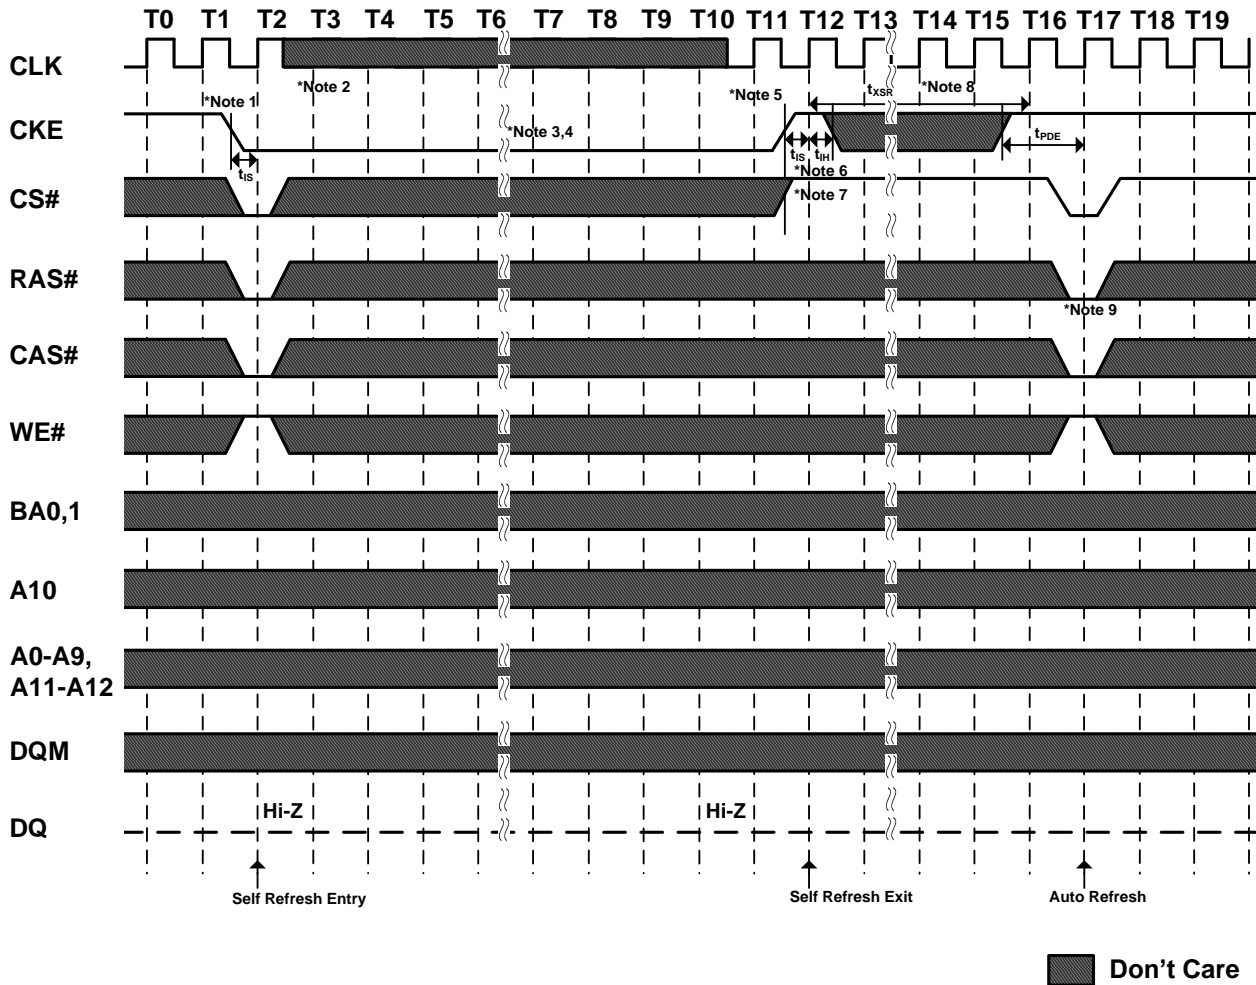 T0 T1 T2 T3 T4 T5 T6 T7 T8 T9 T10 T11 T12 T13 T14 T15 T16 T17 T18 T19
CLK
*Note 2 *Note 5 tXSR *Note 8
*Note 1
CKE *Note 3,4 tPDE
tIS tIS tIH
*Note 6
CS# *Note 7
RAS#
*Note 9
CAS#
WE#
BA0,1
A10
A0-A9,
A11-A12
DQM
Hi-Z Hi-Z
DQ
Self Refresh Entry Self Refresh Exit Auto Refresh
Don't Care